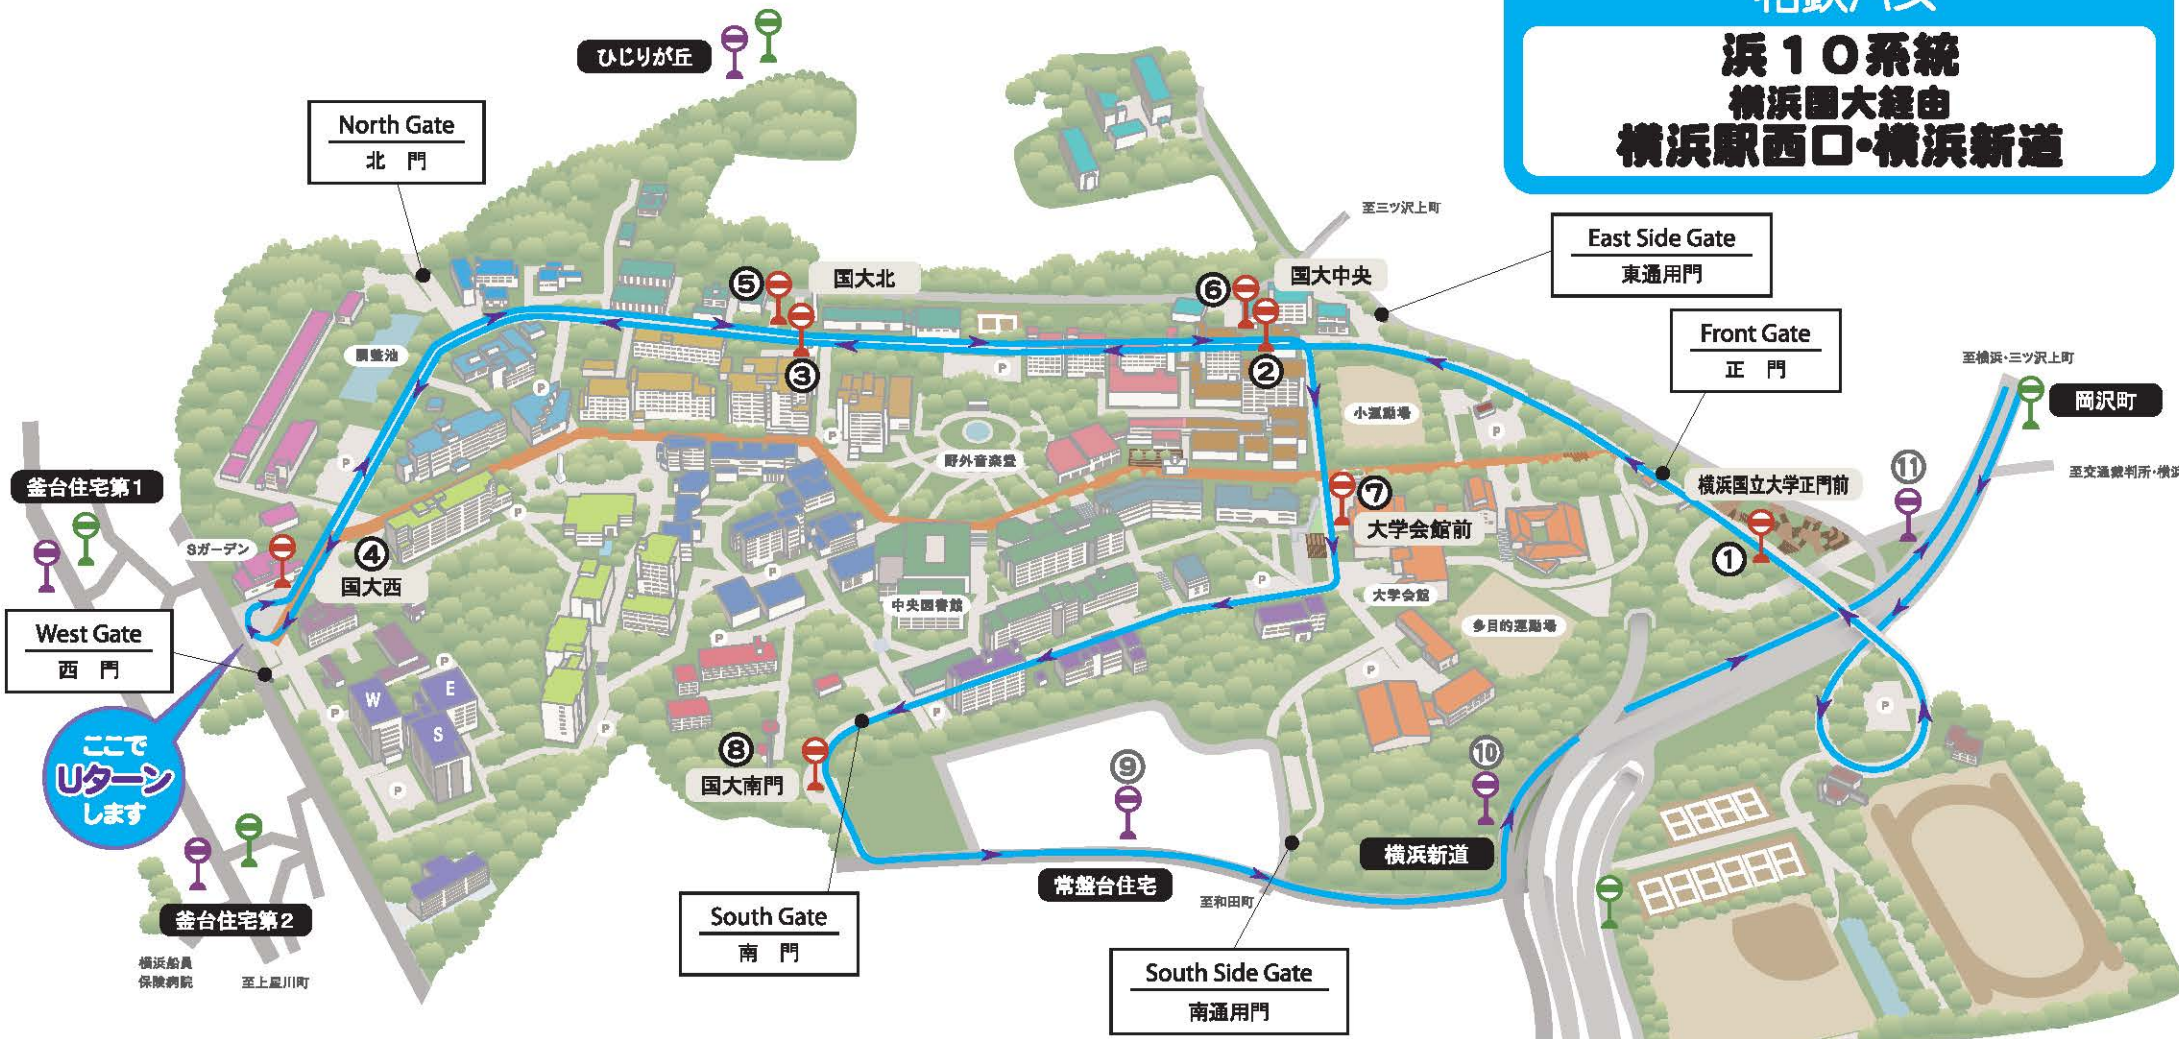 浜10系統
横浜国大経由
横浜駅西口・横浜新道
ひじりが丘
North Gate
北 門
至三ツ沢上町
East Side Gate
東通用門
Front Gate
正 門
至横浜・三ツ沢上町
岡沢町
至交通裁判所・横浜
⑤
国大北
⑥
国大中央
調整池
P
③
P
②
小運動場
P
P
野外音楽堂
P
釜台住宅第1
横浜国立大学正門前
⑪
⑦
大学会館前
①
P
Sガーデン
④
国大西
P
P
中央図書館
大学会館
多目的運動場
West Gate
西 門
P
P
P
W
E
S
P
P
P
P
P
ここで
Uターン
します
⑧
国大南門
⑨
⑩
横浜新道
常盤台住宅
至和田町
釜台住宅第2
横浜船員
保険病院
至上星川町
South Gate
南 門
South Side Gate
南通用門